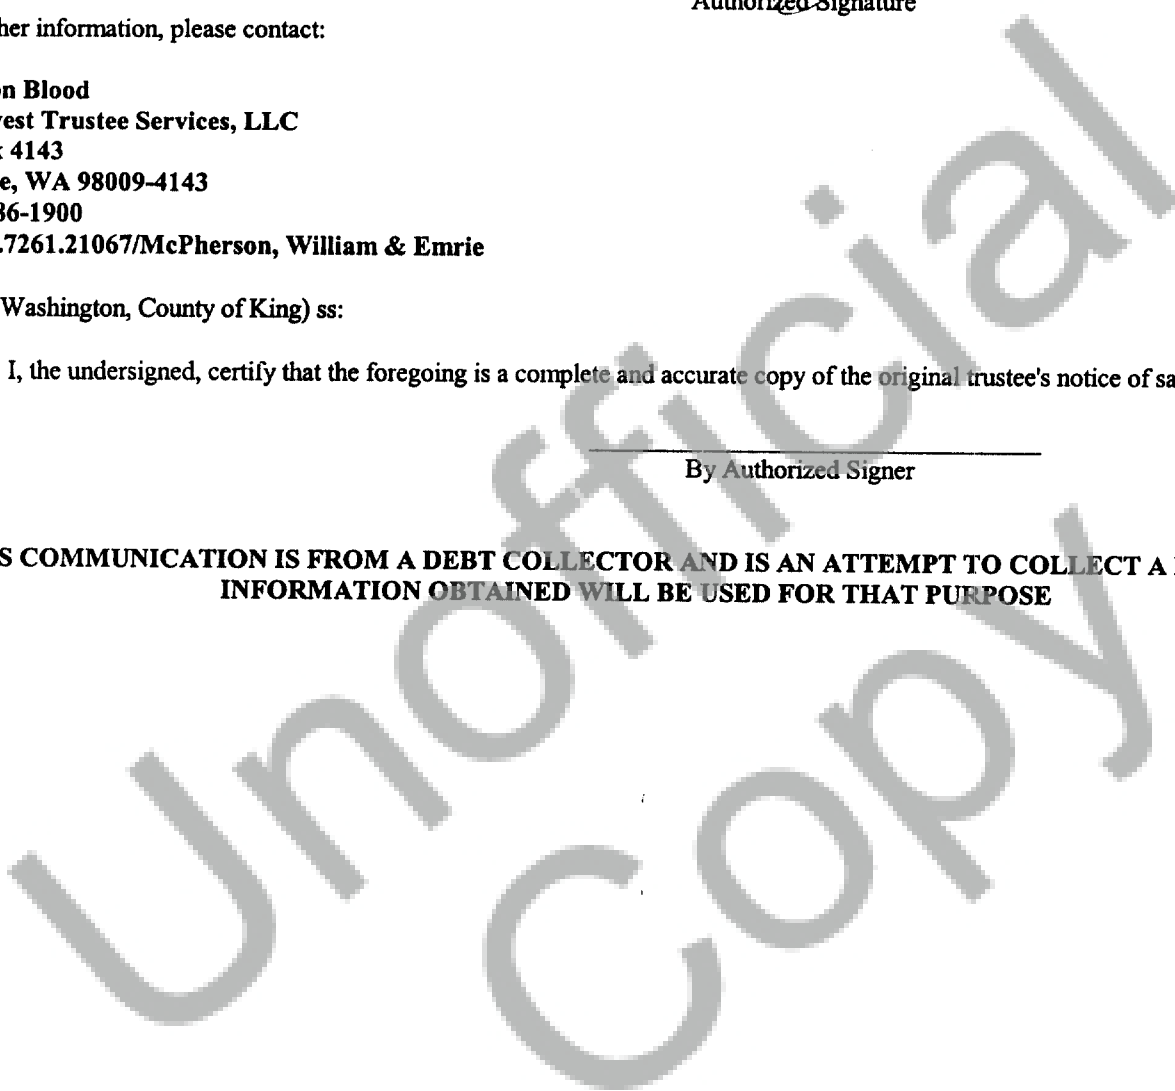 Authorized Signature
her information, please contact:
n Blood
est Trustee Services, LLC
4143
e, WA 98009-4143
36-1900
.7261.21067/McPherson, William & Emrie
Washington, County of King) ss:
I, the undersigned, certify that the foregoing is a complete and accurate copy of the original trustee's notice of sa
By Authorized Signer
S COMMUNICATION IS FROM A DEBT COLLECTOR AND IS AN ATTEMPT TO COLLECT A
INFORMATION OBTAINED WILL BE USED FOR THAT PURPOSE
Unofficial
Copy